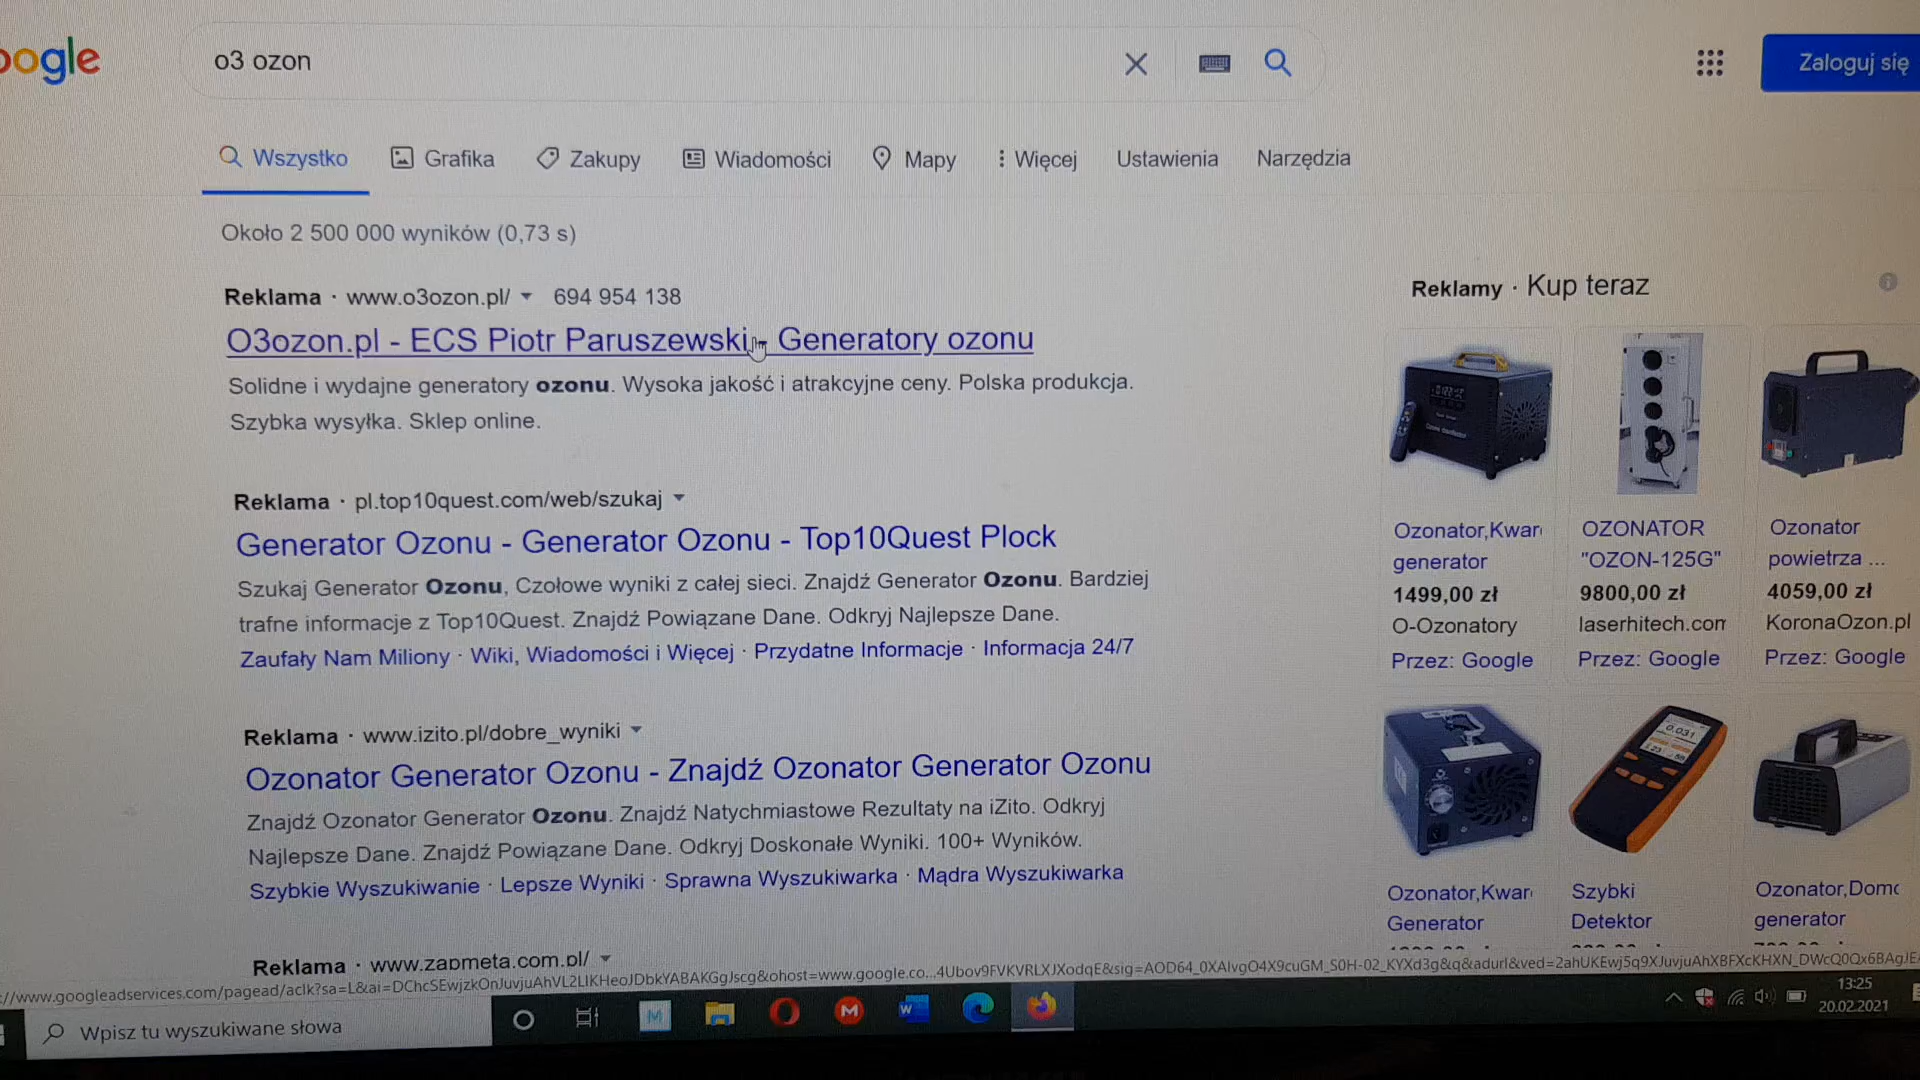 oogle
o3 ozon
Zaloguj się
Wszystko
Grafika
Zakupy
Wiadomości
Mapy
Więcej
Ustawienia
Narzędzia
Około 2 500 000 wyników (0,73 s)
Reklama · www.o3ozon.pl/ 694 954 138
O3ozon.pl - ECS Piotr Paruszewski - Generatory ozonu
Solidne i wydajne generatory ozonu. Wysoka jakość i atrakcyjne ceny. Polska produkcja.
Szybka wysyłka. Sklep online.
Reklama · pl.top10quest.com/web/szukaj
Generator Ozonu - Generator Ozonu - Top10Quest Plock
Szukaj Generator Ozonu, Czołowe wyniki z całej sieci. Znajdź Generator Ozonu. Bardziej
trafne informacje z Top10Quest. Znajdź Powiązane Dane. Odkryj Najlepsze Dane.
Zaufały Nam Miliony · Wiki, Wiadomości i Więcej · Przydatne Informacje · Informacja 24/7
Reklama · www.izito.pl/dobre_wyniki
Ozonator Generator Ozonu - Znajdź Ozonator Generator Ozonu
Znajdź Ozonator Generator Ozonu. Znajdź Natychmiastowe Rezultaty na iZito. Odkryj
Najlepsze Dane. Znajdź Powiązane Dane. Odkryj Doskonałe Wyniki. 100+ Wyników.
Szybkie Wyszukiwanie · Lepsze Wyniki · Sprawna Wyszukiwarka · Mądra Wyszukiwarka
Reklama · www.zapmeta.com.pl/
Reklamy · Kup teraz
Ozonator,Kwar
generator
1499,00 zł
O-Ozonatory
Przez: Google
OZONATOR
"OZON-125G"
9800,00 zł
laserhitech.com
Przez: Google
Ozonator
powietrza ...
4059,00 zł
KoronaOzon.pl
Przez: Google
0.031
Ozonator,Kwar
Generator
Szybki
Detektor
Ozonator,Domo
generator
Wpisz tu wyszukiwane słowa
13:25
20.02.2021